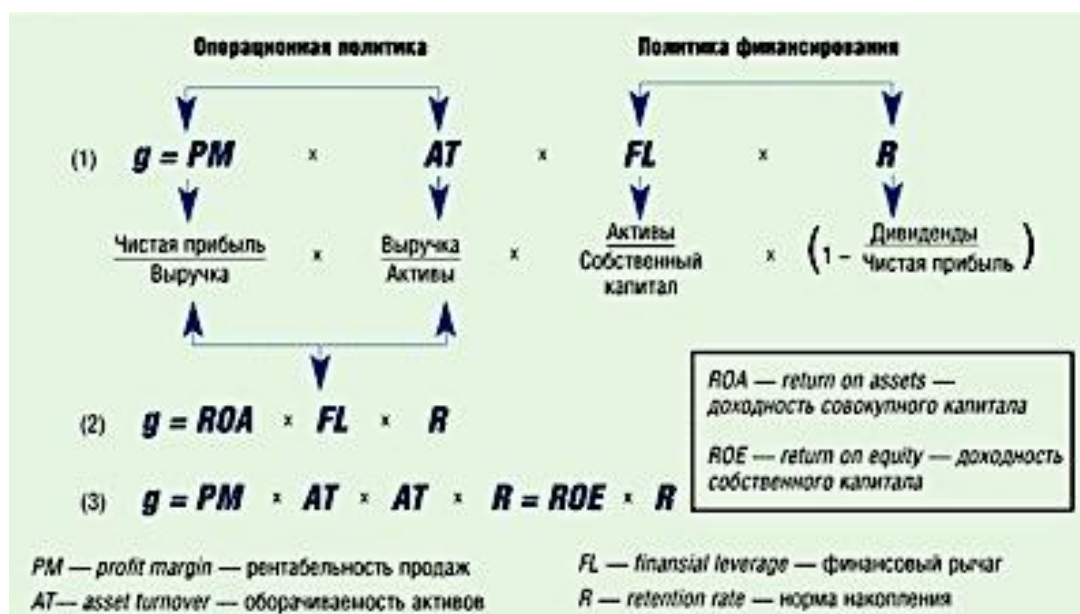 Операционная политика Политика финансирования
(1) g = PM × AT × FL × R
Чистая прибыль × Выручка × Активы × (1 – Дивиденды)
Выручка Активы Собственный капитал Чистая прибыль
ROA — return on assets —
доходность совокупного капитала
(2) g = ROA × FL × R
ROE — return on equity — доходность
собственного капитала
(3) g = PM × AT × AT × R = ROE × R
PM — profit margin — рентабельность продаж FL — finansial leverage — финансовый рычаг
AT— asset turnover — оборачиваемость активов R — retention rate — норма накопления